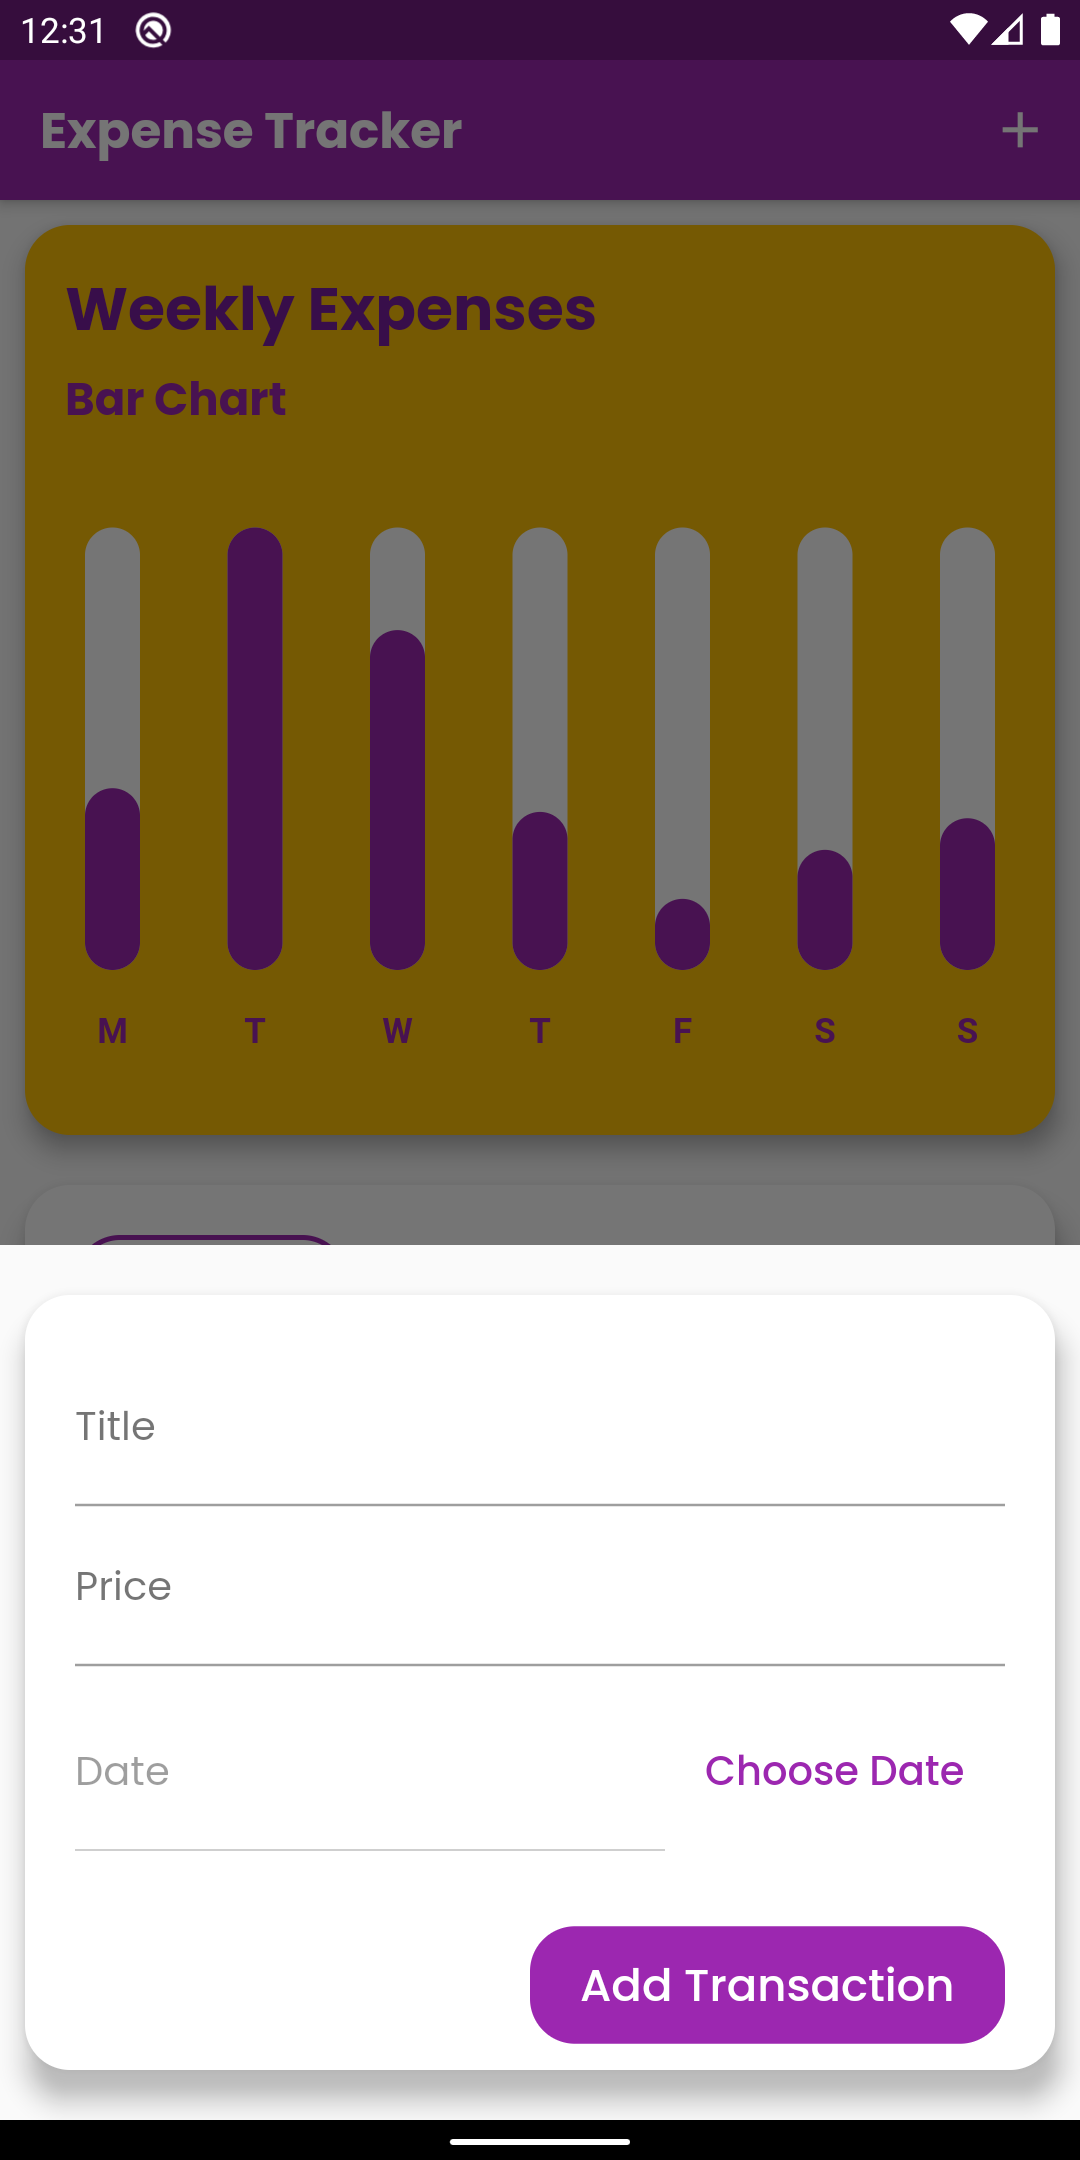 12:31
Expense Tracker
Weekly Expenses
Bar Chart
M T W T F S S
Title
Price
Date Choose Date
Add Transaction